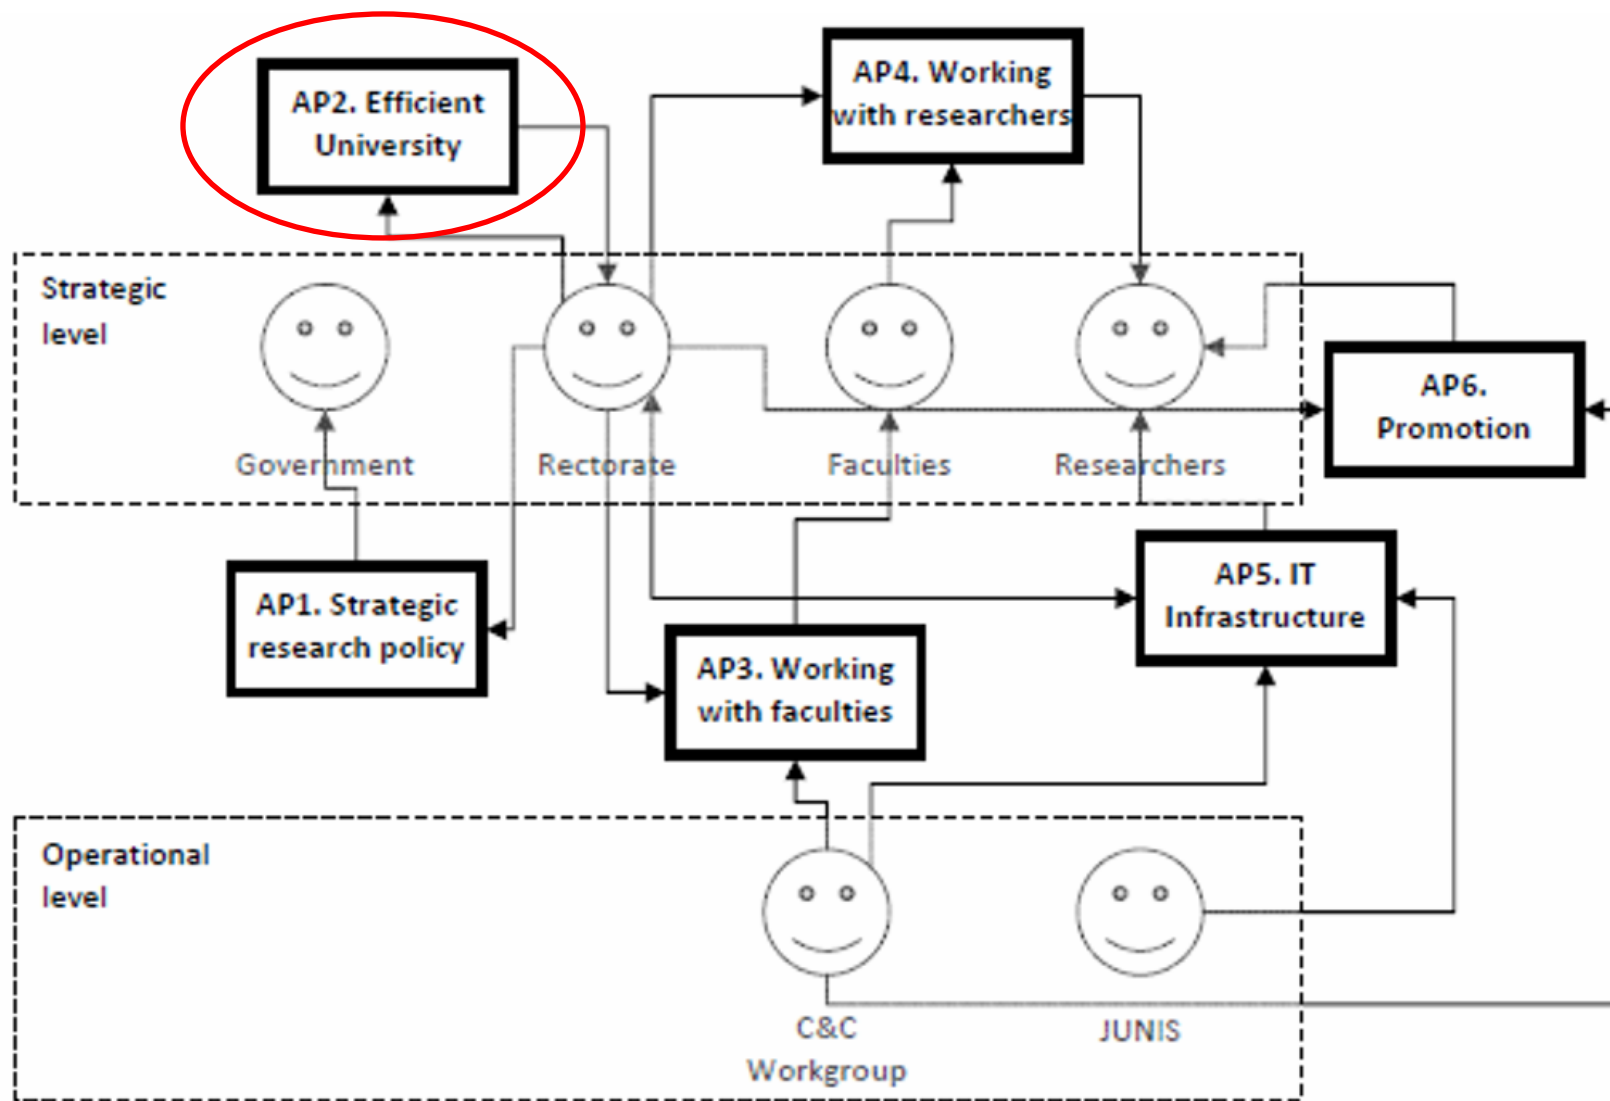 AP2. Efficient
University
AP4. Working
with researchers
Strategic
level
Government
Rectorate
Faculties
Researchers
AP6.
Promotion
AP1. Strategic
research policy
AP5. IT
Infrastructure
AP3. Working
with faculties
Operational
level
C&C
Workgroup
JUNIS